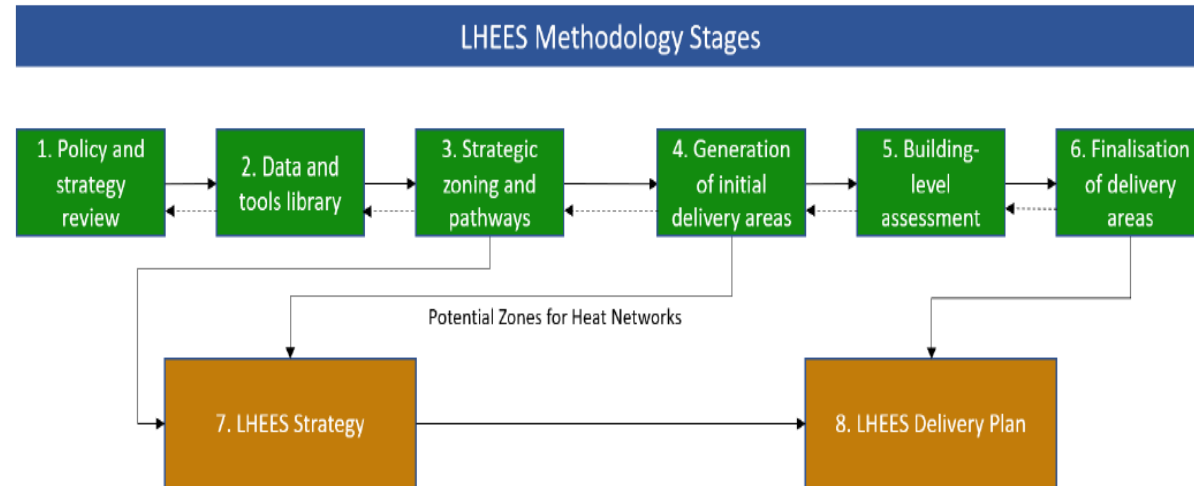 LHEES Methodology Stages
1. Policy and
strategy
review
2. Data and
tools library
3. Strategic
zoning and
pathways
4. Generation
of initial
delivery areas
5. Building-
level
assessment
6. Finalisation
of delivery
areas
Potential Zones for Heat Networks
7. LHEES Strategy
8. LHEES Delivery Plan